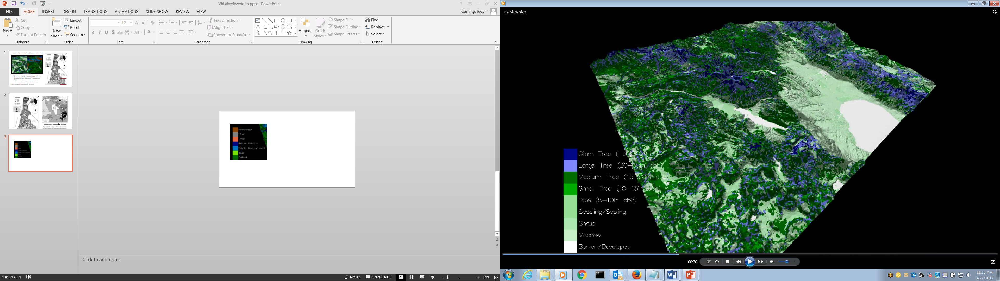 VirLakeviewVideo.pptx - PowerPoint
FILE HOME INSERT DESIGN TRANSITIONS ANIMATIONS SLIDE SHOW REVIEW VIEW
Cushing, Judy
Paste
Cut
Copy
Format Painter
Clipboard
New Slide
Layout
Reset
Section
Slides
12
B I U S abc AV Aa A
Font
Paragraph
Text Direction
Align Text
Convert to SmartArt
Arrange
Quick Styles
Shape Fill
Shape Outline
Shape Effects
Drawing
Find
Replace
Select
Editing
1
2
Wilderness Urban
3
Homeowner
Other
Tribal
Private Industrial
Private Non-Industrial
State
Federal
Click to add notes
SLIDE 3 OF 3
NOTES
COMMENTS
33%
Lakeview size
Giant Tree ( > in dbh)
Large Tree (20-30in dbh)
Medium Tree (15-20in dbh)
Small Tree (10-15in dbh)
Pole (5-10in dbh)
Seecling/Sapling
Shrub
Meadow
Barren/Developed
00:20
11:15 AM
3/27/2017